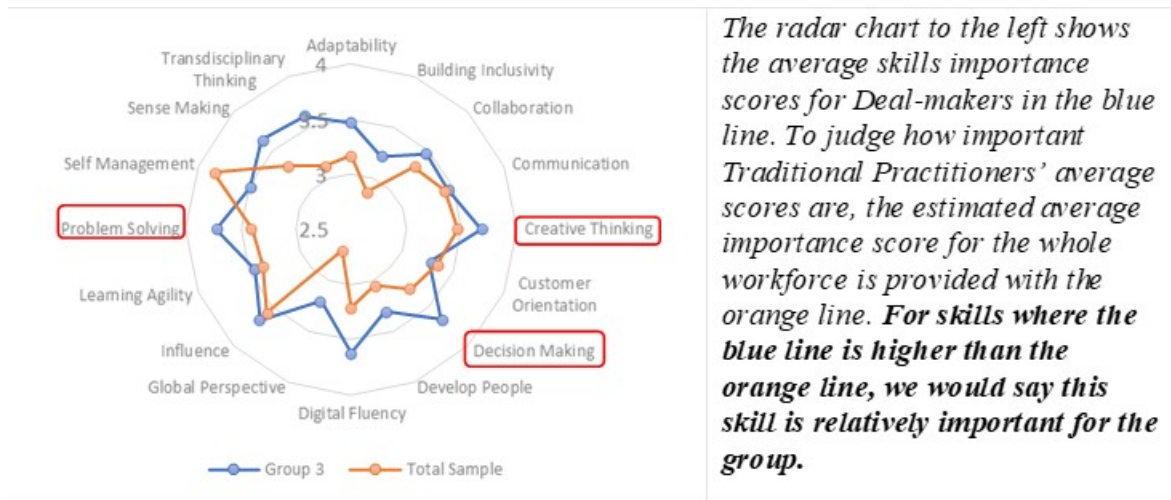 Adaptability
4
Building Inclusivity
Collaboration
Communication
Creative Thinking
Customer
Orientation
Decision Making
Develop People
Digital Fluency
Global Perspective
Influence
Learning Agility
Problem Solving
Self Management
Sense Making
Transdisciplinary
Thinking
3.5
3
2.5
Group 3
Total Sample
The radar chart to the left shows
the average skills importance
scores for Deal-makers in the blue
line. To judge how important
Traditional Practitioners’ average
scores are, the estimated average
importance score for the whole
workforce is provided with the
orange line. For skills where the
blue line is higher than the
orange line, we would say this
skill is relatively important for the
group.